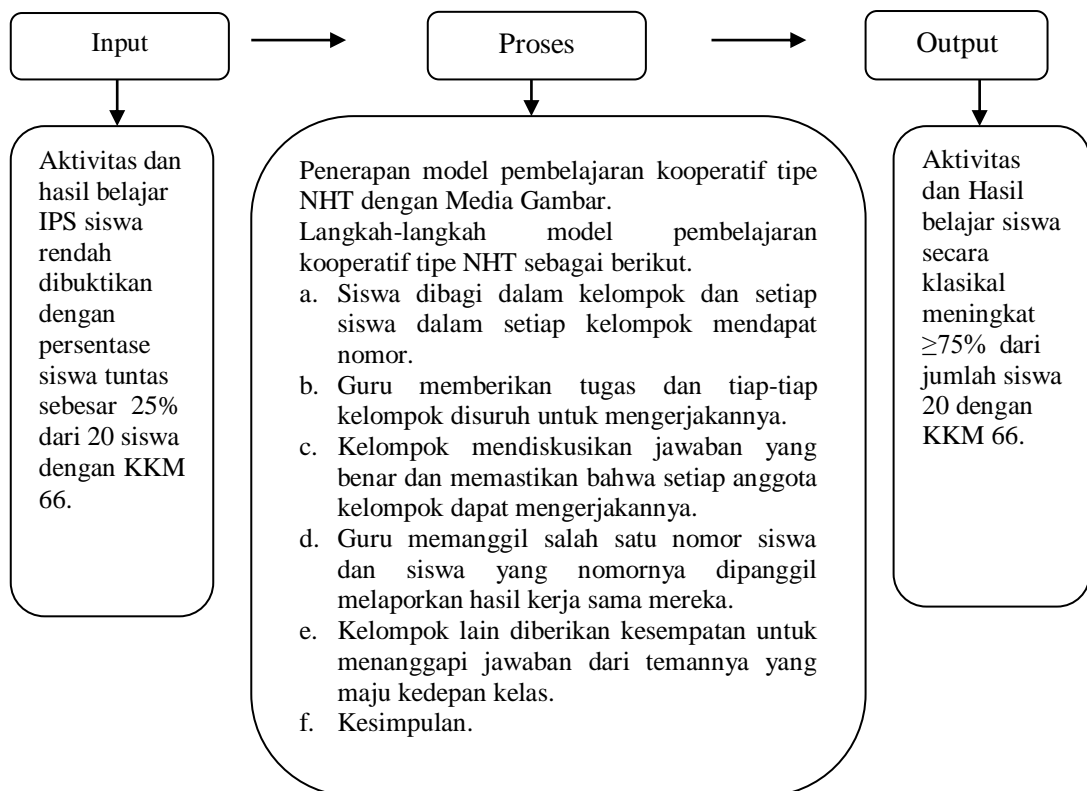 Input
Proses
Output
Aktivitas dan
hasil belajar
IPS siswa
rendah
dibuktikan
dengan
persentase
siswa tuntas
sebesar 25%
dari 20 siswa
dengan KKM
66.
Penerapan model pembelajaran kooperatif tipe
NHT dengan Media Gambar.
Langkah-langkah model pembelajaran
kooperatif tipe NHT sebagai berikut.
a. Siswa dibagi dalam kelompok dan setiap
siswa dalam setiap kelompok mendapat
nomor.
b. Guru memberikan tugas dan tiap-tiap
kelompok disuruh untuk mengerjakannya.
c. Kelompok mendiskusikan jawaban yang
benar dan memastikan bahwa setiap anggota
kelompok dapat mengerjakannya.
d. Guru memanggil salah satu nomor siswa
dan siswa yang nomornya dipanggil
melaporkan hasil kerja sama mereka.
e. Kelompok lain diberikan kesempatan untuk
menanggapi jawaban dari temannya yang
maju kedepan kelas.
f. Kesimpulan.
Aktivitas
dan Hasil
belajar siswa
secara
klasikal
meningkat
≥75% dari
jumlah siswa
20 dengan
KKM 66.